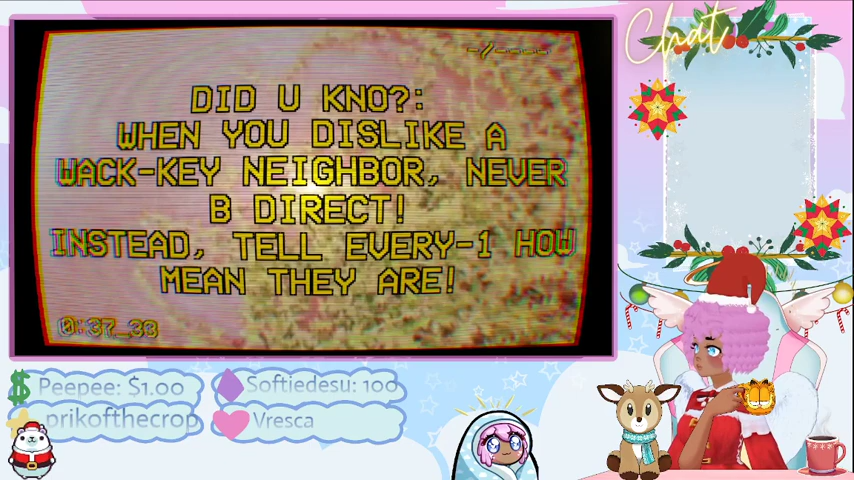 Chat
DID U KNO?:
WHEN YOU DISLIKE A
WACK-KEY NEIGHBOR, NEVER
B DIRECT!
INSTEAD, TELL EVERY-1 HOW
MEAN THEY ARE!
0:37_33
$ Peepee: $1.00
Softiedesu: 100
prikofthecrop
Vresca